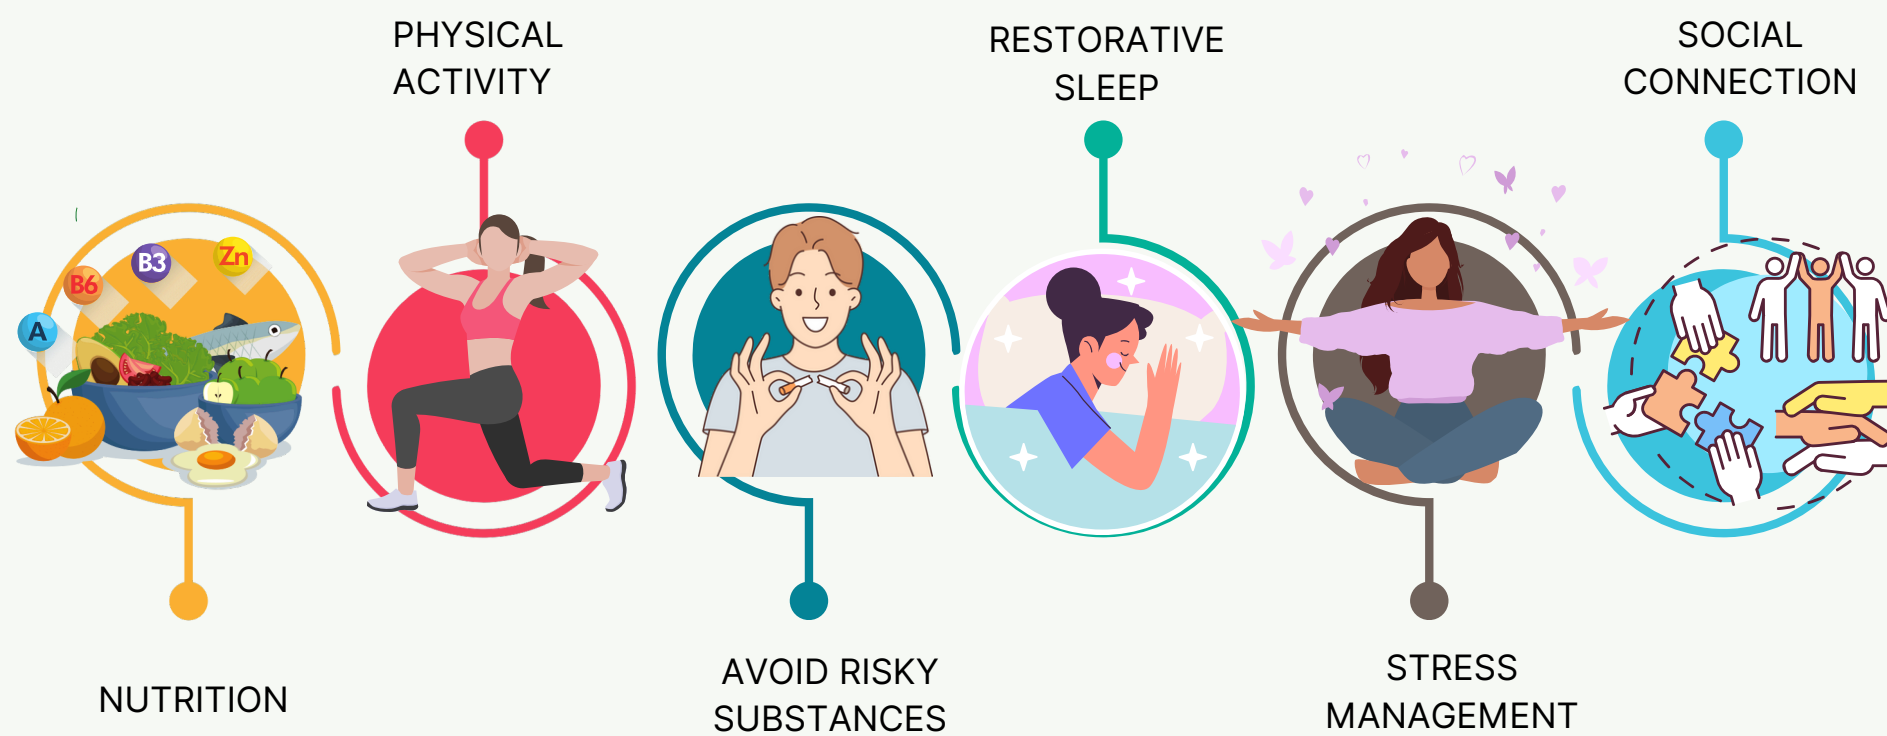 PHYSICAL
ACTIVITY
RESTORATIVE
SLEEP
SOCIAL
CONNECTION
A
B6
B3
Zn
NUTRITION
AVOID RISKY
SUBSTANCES
STRESS
MANAGEMENT